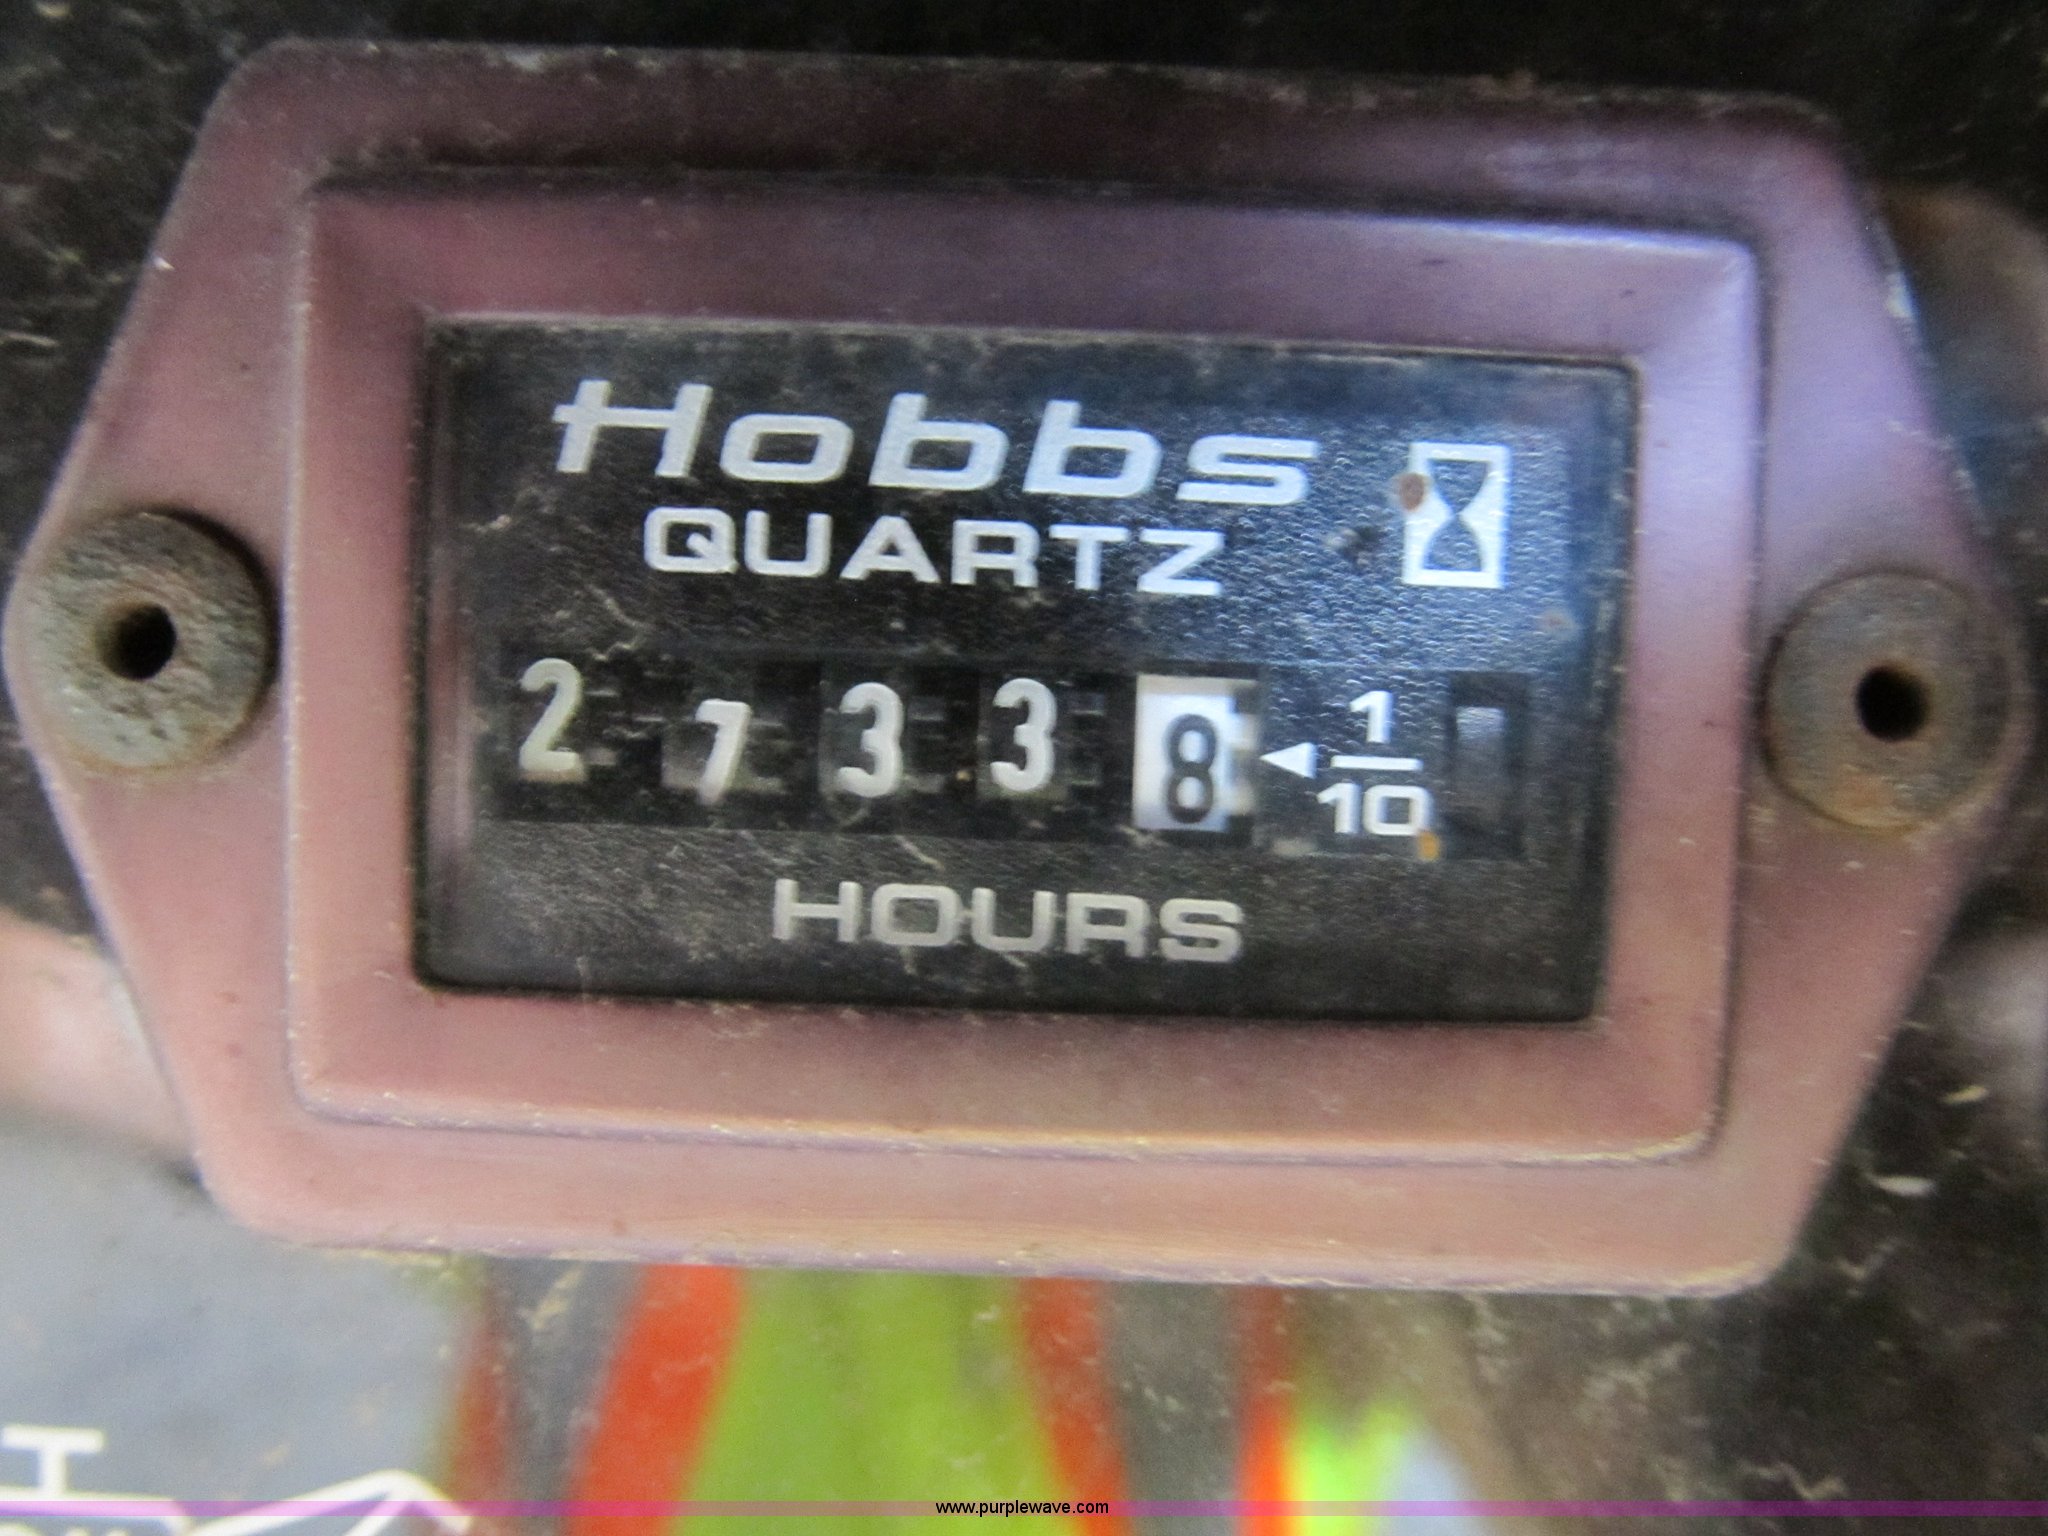 Hobbs
QUARTZ
2 7 3 3 8 1/10
HOURS
www.purplewave.com